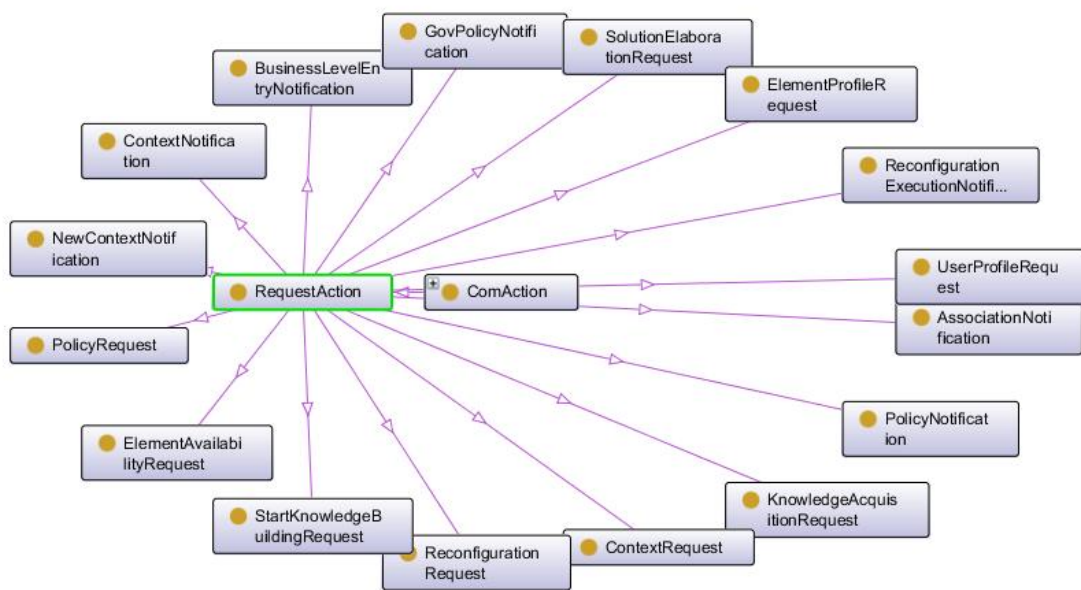 GovPolicyNotifi
cation
SolutionElabora
tionRequest
BusinessLevelEn
tryNotification
ElementProfileR
equest
ContextNotifica
tion
Reconfiguration
ExecutionNotifi...
NewContextNotif
ication
UserProfileRequ
est
RequestAction
ComAction
AssociationNoti
fication
PolicyRequest
PolicyNotificat
ion
ElementAvailabi
lityRequest
KnowledgeAcquis
itionRequest
StartKnowledgeB
uildingRequest
ContextRequest
Reconfiguration
Request